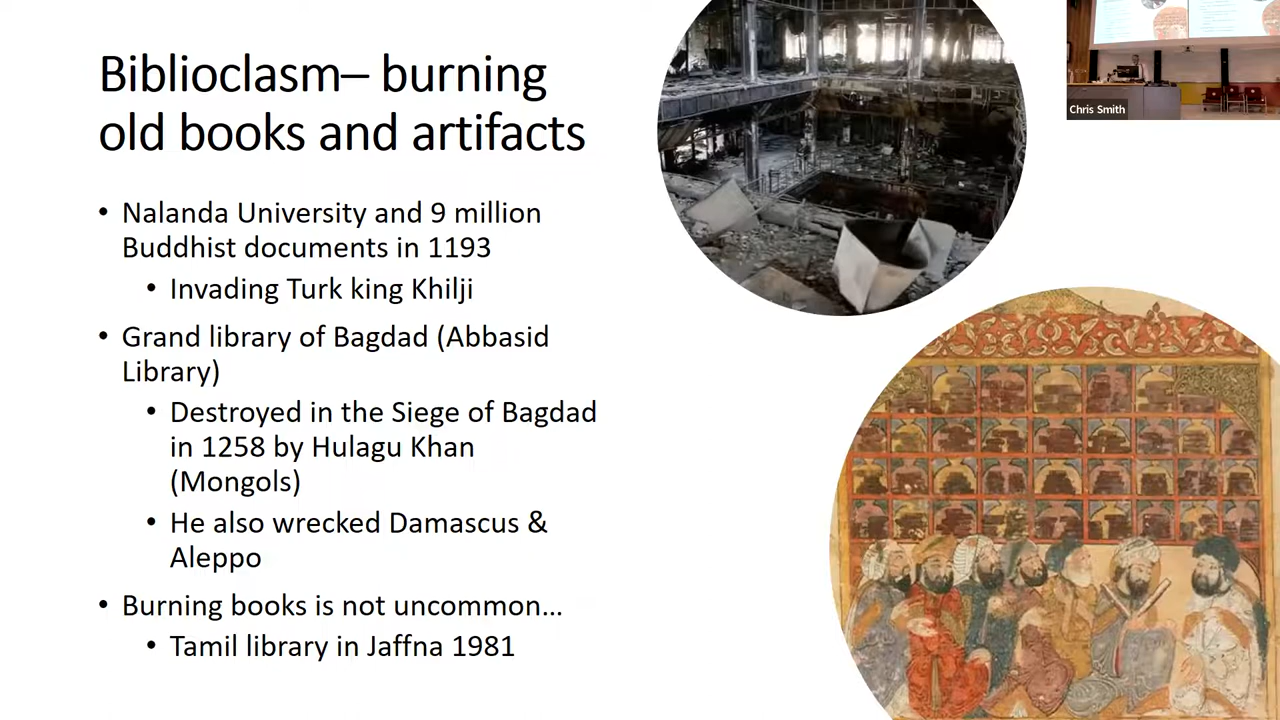 Biblioclasm– burning
old books and artifacts
• Nalanda University and 9 million
Buddhist documents in 1193
• Invading Turk king Khilji
• Grand library of Bagdad (Abbasid
Library)
• Destroyed in the Siege of Bagdad
in 1258 by Hulagu Khan
(Mongols)
• He also wrecked Damascus &
Aleppo
• Burning books is not uncommon...
• Tamil library in Jaffna 1981
Chris Smith